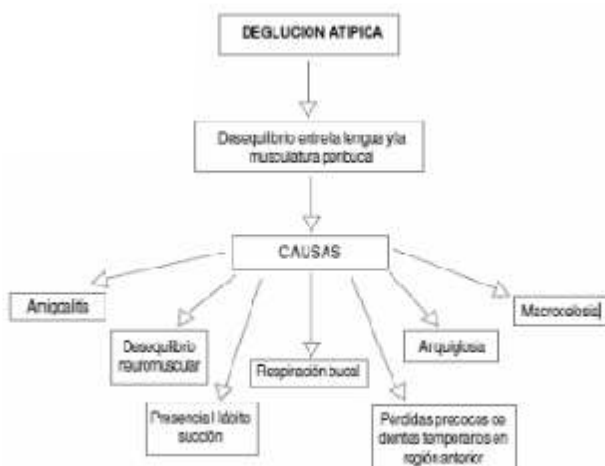 DEGLUCION ATIPICA
Desequilibrio entre la lengua y la
musculatura peribucal
CAUSAS
Amigdalitis
Macroglosia
Desequilibrio
neuromuscular
Respiración bucal
Anquiglosia
Presencia Hábito
succión
Pérdidas precoces de
dientes temporarios en
región anterior